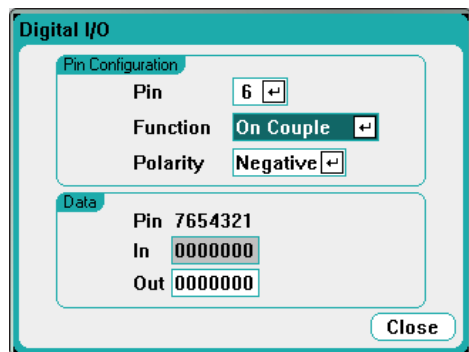 Digital I/O
Pin Configuration
Pin 6
Function On Couple
Polarity Negative
Data
Pin 7654321
In 0000000
Out 0000000
Close